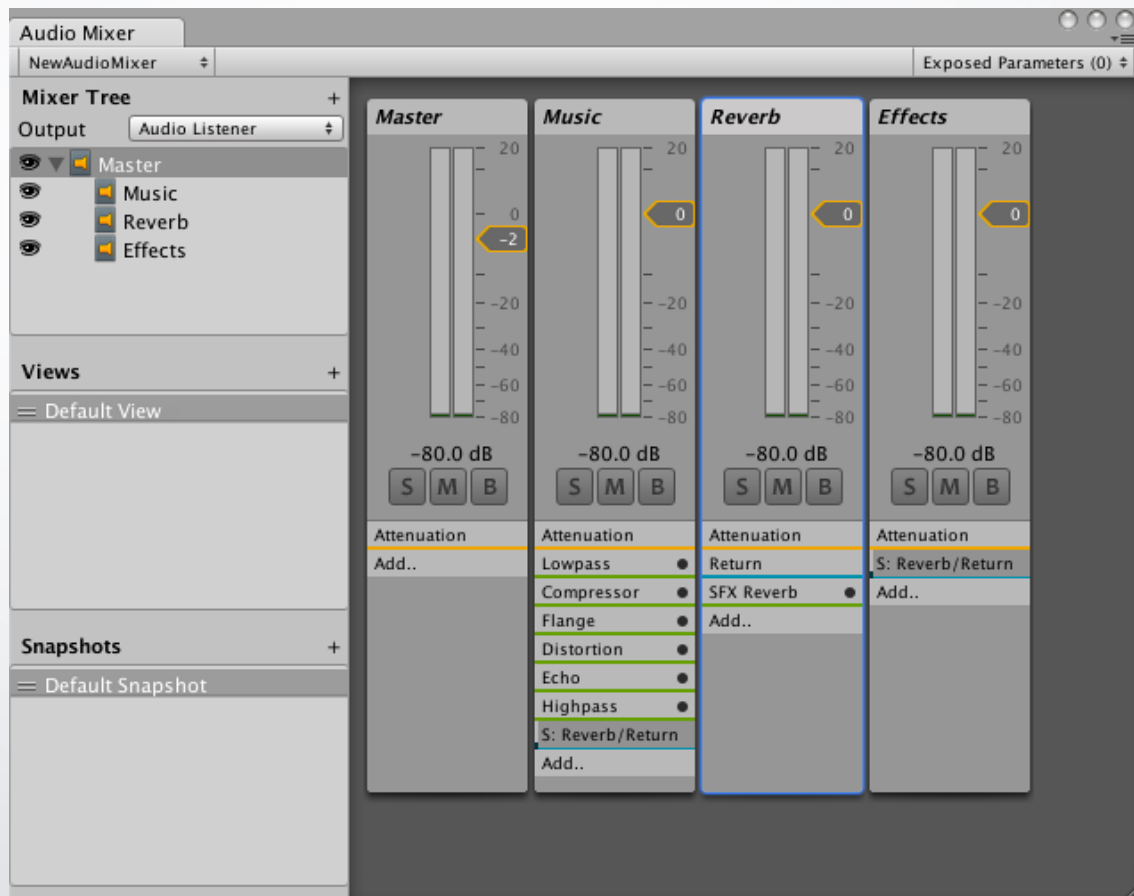 Audio Mixer
NewAudioMixer
Exposed Parameters (0)
Mixer Tree +
Output Audio Listener
Master
Music
Reverb
Effects
Views +
Default View
Snapshots +
Default Snapshot
Master
20
0
-2
-20
-40
-60
-80
-80.0 dB
S M B
Attenuation
Add..
Music
20
0
-20
-40
-60
-80
-80.0 dB
S M B
Attenuation
Lowpass
Compressor
Flange
Distortion
Echo
Highpass
S: Reverb/Return
Add..
Reverb
20
0
-20
-40
-60
-80
-80.0 dB
S M B
Attenuation
Return
SFX Reverb
Add..
Effects
20
0
-20
-40
-60
-80
-80.0 dB
S M B
Attenuation
S: Reverb/Return
Add..